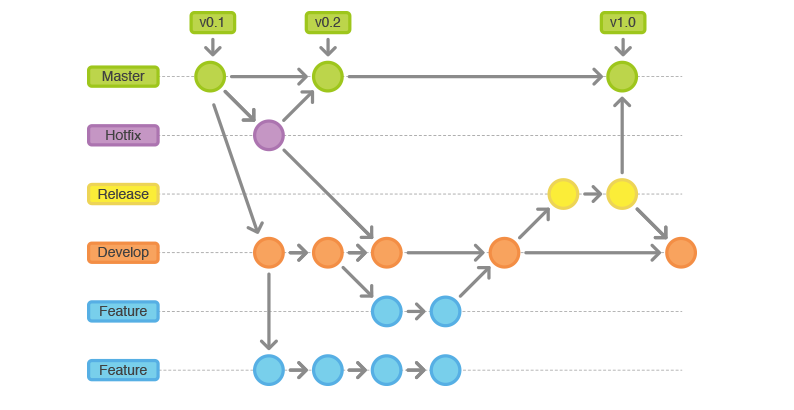 v0.1
v0.2
v1.0
Master
Hotfix
Release
Develop
Feature
Feature